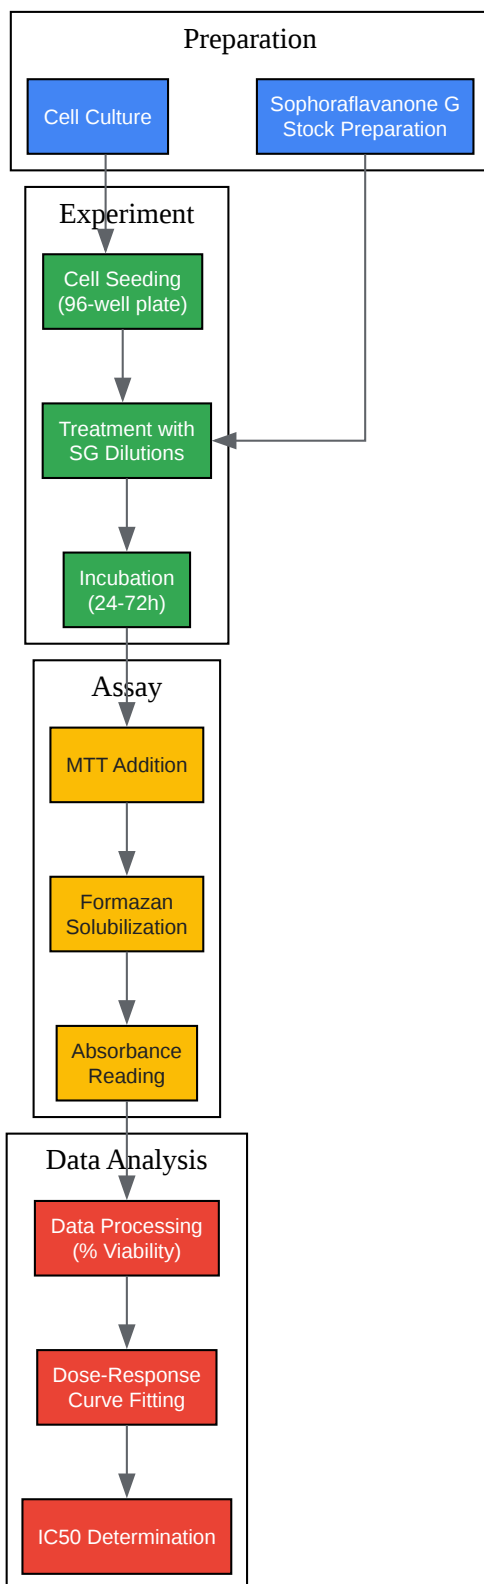 Preparation
Cell Culture
Sophoraflavanone G
Stock Preparation
Experiment
Cell Seeding
(96-well plate)
Treatment with
SG Dilutions
Incubation
(24-72h)
Assay
MTT Addition
Formazan
Solubilization
Absorbance
Reading
Data Analysis
Data Processing
(% Viability)
Dose-Response
Curve Fitting
IC50 Determination